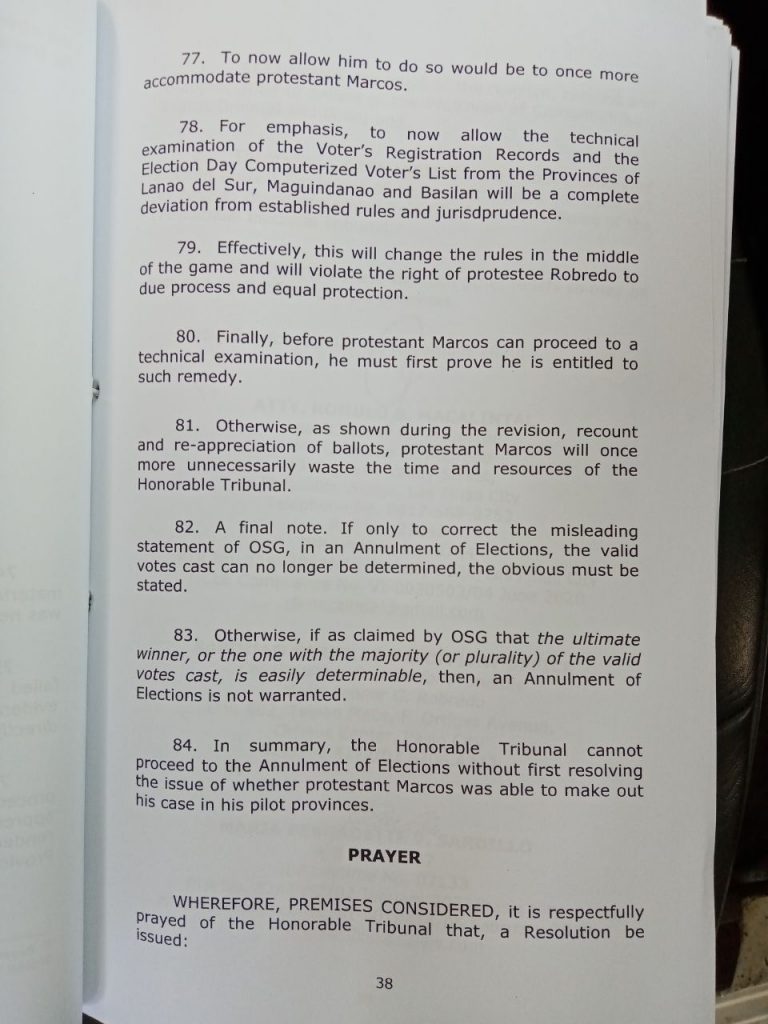 77. To now allow him to do so would be to once more
accommodate protestant Marcos.
78. For emphasis, to now allow the technical
examination of the Voter's Registration Records and the
Election Day Computerized Voter's List from the Provinces of
Lanao del Sur, Maguindanao and Basilan will be a complete
deviation from established rules and jurisdprudence.
79. Effectively, this will change the rules in the middle
of the game and will violate the right of protestee Robredo to
due process and equal protection.
80. Finally, before protestant Marcos can proceed to a
technical examination, he must first prove he is entitled to
such remedy.
81. Otherwise, as shown during the revision, recount
and re-appreciation of ballots, protestant Marcos will once
more unnecessarily waste the time and resources of the
Honorable Tribunal.
82. A final note. If only to correct the misleading
statement of OSG, in an Annulment of Elections, the valid
votes cast can no longer be determined, the obvious must be
stated.
83. Otherwise, if as claimed by OSG that the ultimate
winner, or the one with the majority (or plurality) of the valid
votes cast, is easily determinable, then, an Annulment of
Elections is not warranted.
84. In summary, the Honorable Tribunal cannot
proceed to the Annulment of Elections without first resolving
the issue of whether protestant Marcos was able to make out
his case in his pilot provinces.
PRAYER
WHEREFORE, PREMISES CONSIDERED, it is respectfully
prayed of the Honorable Tribunal that, a Resolution be
issued:
38